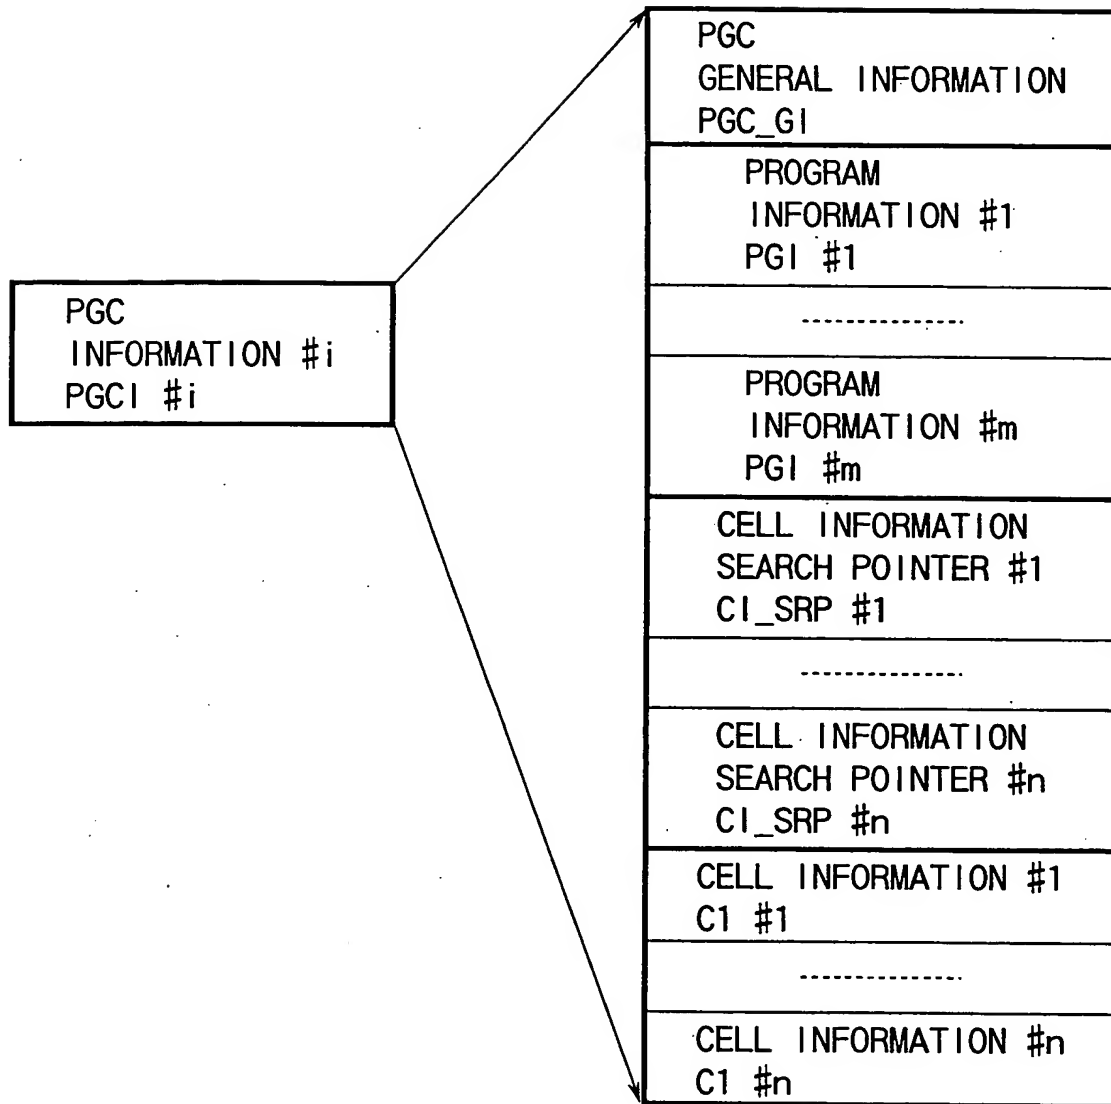 PGC
GENERAL INFORMATION
PGC_GI
PROGRAM
INFORMATION #1
PGI #1
PGC
INFORMATION #i
PGCI #i
PROGRAM
INFORMATION #m
PGI #m
CELL INFORMATION
SEARCH POINTER #1
CI_SRP #1
CELL INFORMATION
SEARCH POINTER #n
CI_SRP #n
CELL INFORMATION #1
C1 #1
CELL INFORMATION #n
C1 #n